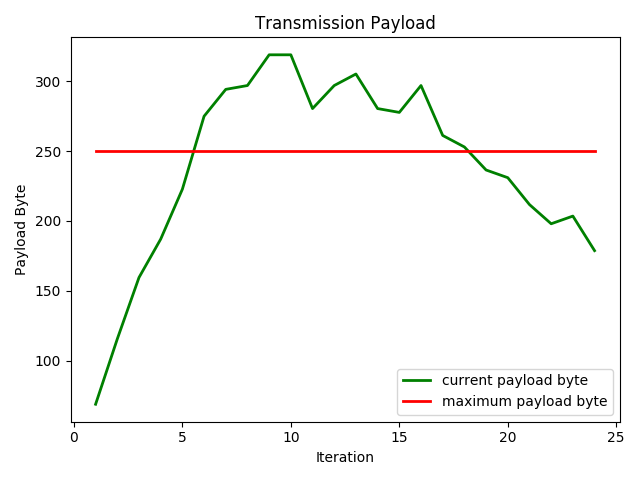 Transmission Payload
Payload Byte
300
250
200
150
100
0
5
10
15
20
25
Iteration
current payload byte
maximum payload byte